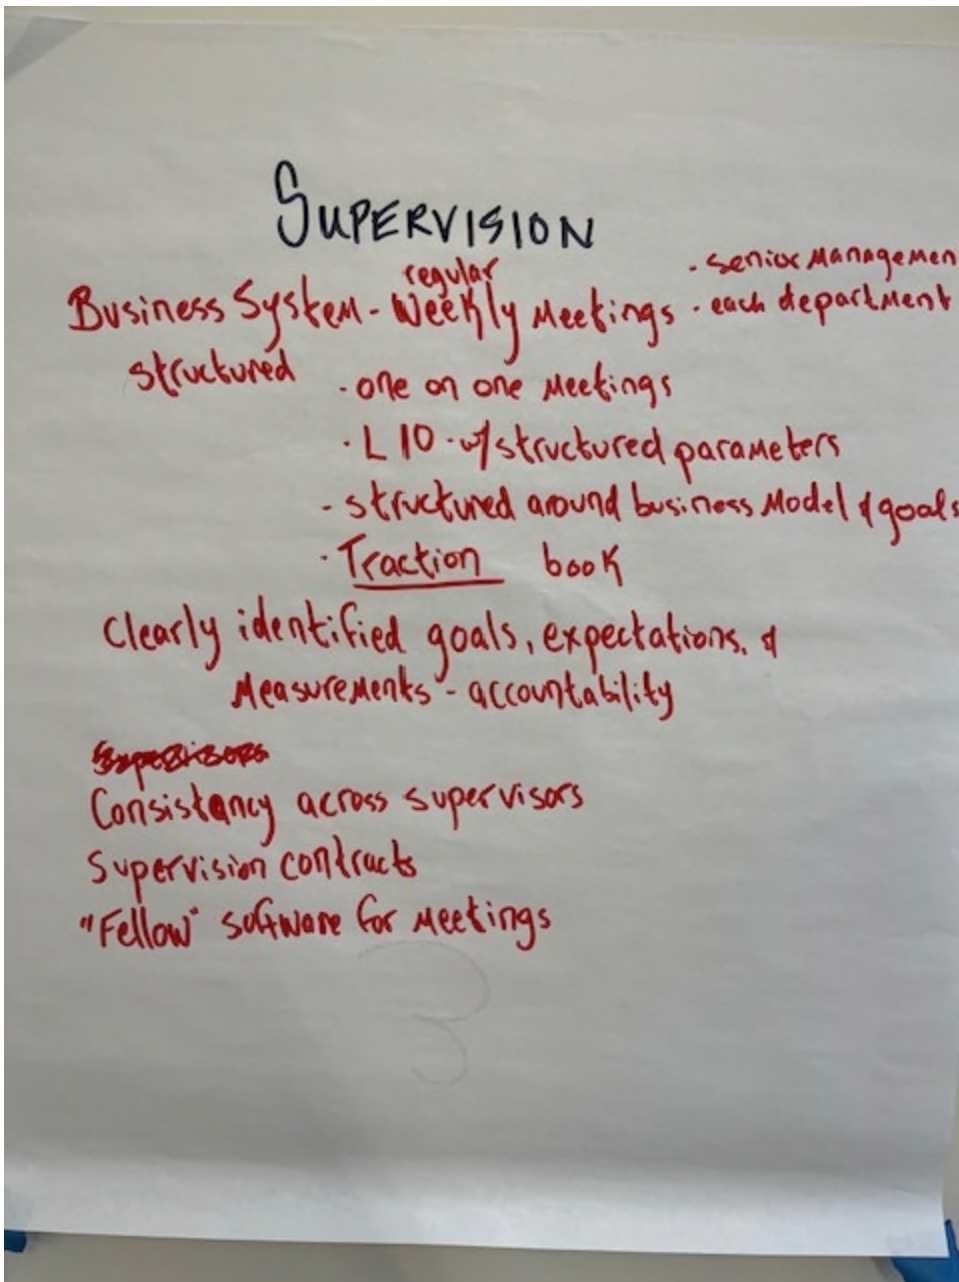 SUPERVISION
regular . senior Managemen
Business System - Weekly Meetings . each department
structured
. one on one Meetings
. L 10 . w/structured parameters
- structured around business Model & goals
. Traction book
Clearly identified goals, expectations, &
Measurements - accountability
Supervisors
Consistancy across supervisors
Supervision contracts
"Fellow" software for Meetings
3